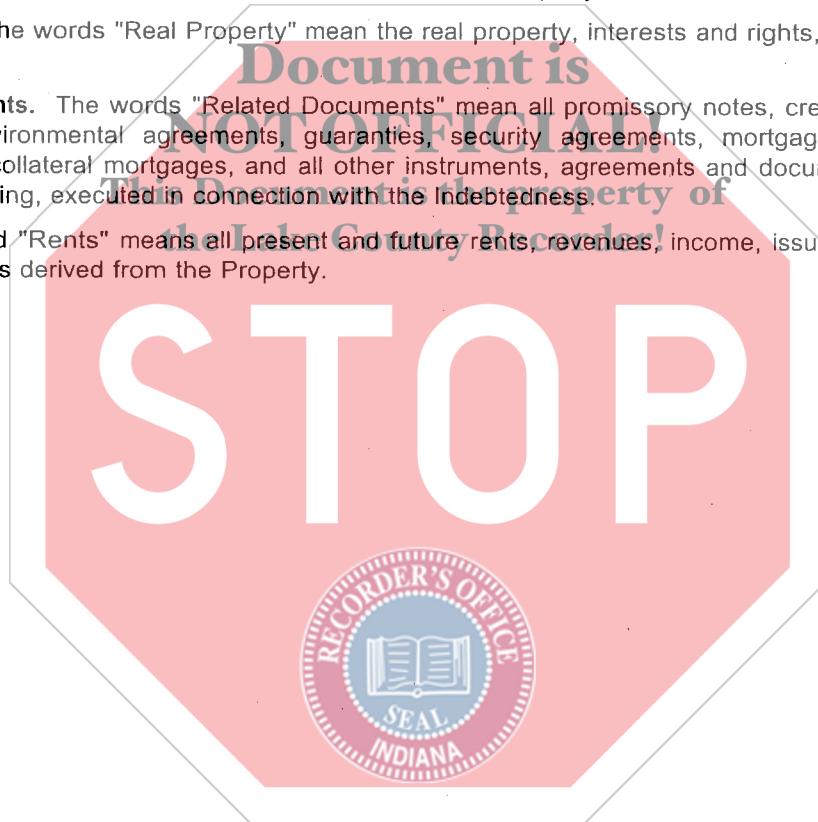 he words "Real Property" mean the real property, interests and rights,
Document is
nts. The words "Related Documents" mean all promissory notes, cre
NOT OFFICIAL!
ironmental agreements, guaranties, security agreements, mortgag
collateral mortgages, and all other instruments, agreements and docu
This Document is the property of
ing, executed in connection with the Indebtedness.
the Lake County Recorder!
d "Rents" means all present and future rents, revenues, income, issu
s derived from the Property.
STOP
RECORDER'S OFFICE
SEAL
INDIANA